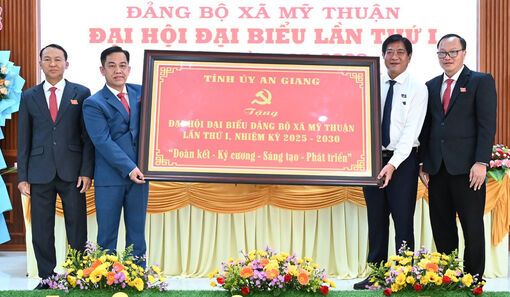 ĐẢNG BỘ XÃ MỸ THUẬN
ĐẠI HỘI ĐẠI BIỂU LẦN THỨ I,
TỈNH ỦY AN GIANG
Tặng
ĐẠI HỘI ĐẠI BIỂU ĐẢNG BỘ XÃ MỸ THUẬN
LẦN THỨ I, NHIỆM KỲ 2025 - 2030
"Đoàn kết - Kỷ cương - Sáng tạo - Phát triển"